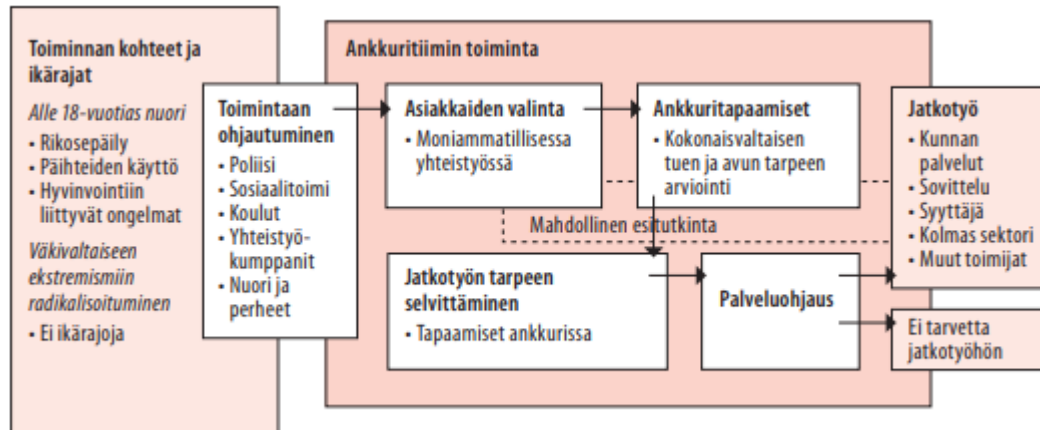 Toiminnan kohteet ja
ikärajat
Alle 18-vuotias nuori
• Rikosepäily
• Päihteiden käyttö
• Hyvinvointiin
liittyvät ongelmat
Väkivaltaiseen
ekstremismiin
radikalisoituminen
• Ei ikärajoja
Toimintaan
ohjautuminen
• Poliisi
• Sosiaalitoimi
• Koulut
• Yhteistyö-
kumppanit
• Nuori ja
perheet
Ankkuritiimin toiminta
Asiakkaiden valinta
• Moniammatillisessa
yhteistyössä
Ankkuritapaamiset
• Kokonaisvaltaisen
tuen ja avun tarpeen
arviointi
Mahdollinen esitutkinta
Jatkotyön tarpeen
selvittäminen
• Tapaamiset ankkurissa
Palveluohjaus
Jatkotyö
• Kunnan
palvelut
• Sovittelu
• Syyttäjä
• Kolmas sektori
• Muut toimijat
Ei tarvetta
jatkotyöhön